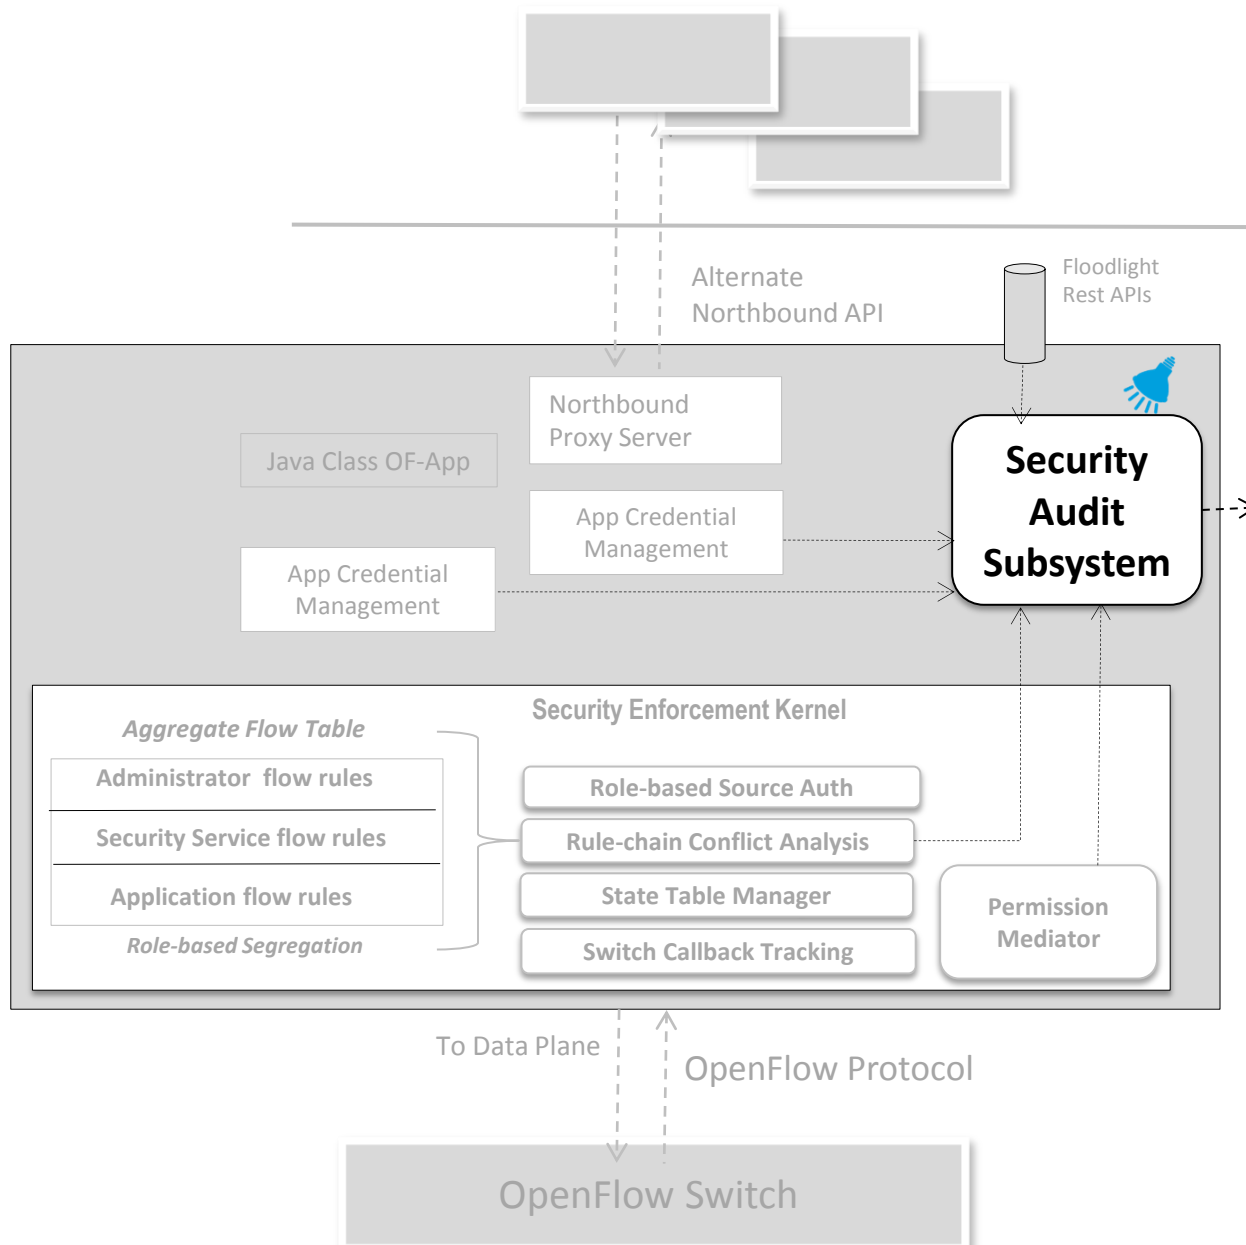 Alternate
Northbound API
Floodlight
Rest APIs
Northbound
Proxy Server
Java Class OF-App
App Credential
Management
App Credential
Management
Security
Audit
Subsystem
Security Enforcement Kernel
Aggregate Flow Table
Administrator flow rules
Security Service flow rules
Application flow rules
Role-based Segregation
Role-based Source Auth
Rule-chain Conflict Analysis
State Table Manager
Switch Callback Tracking
Permission
Mediator
To Data Plane
OpenFlow Protocol
OpenFlow Switch